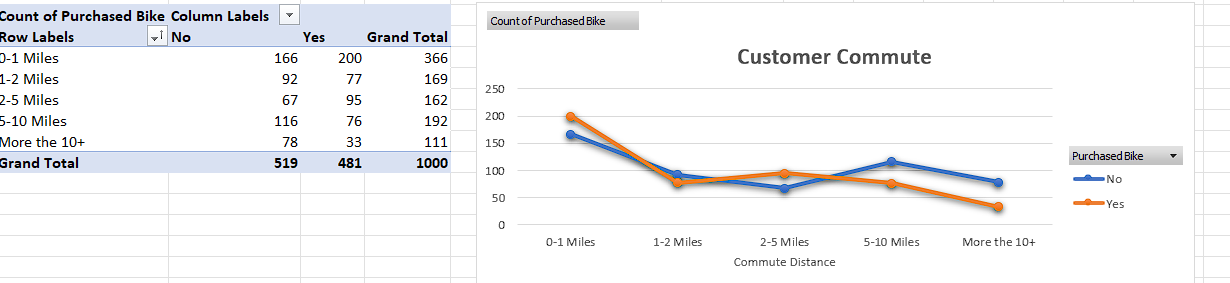 Count of Purchased Bike Column Labels
Row Labels No Yes Grand Total
0-1 Miles 166 200 366
1-2 Miles 92 77 169
2-5 Miles 67 95 162
5-10 Miles 116 76 192
More the 10+ 78 33 111
Grand Total 519 481 1000
Count of Purchased Bike
Customer Commute
250
200
150
100
50
0
0-1 Miles 1-2 Miles 2-5 Miles 5-10 Miles More the 10+
Commute Distance
Purchased Bike
No
Yes